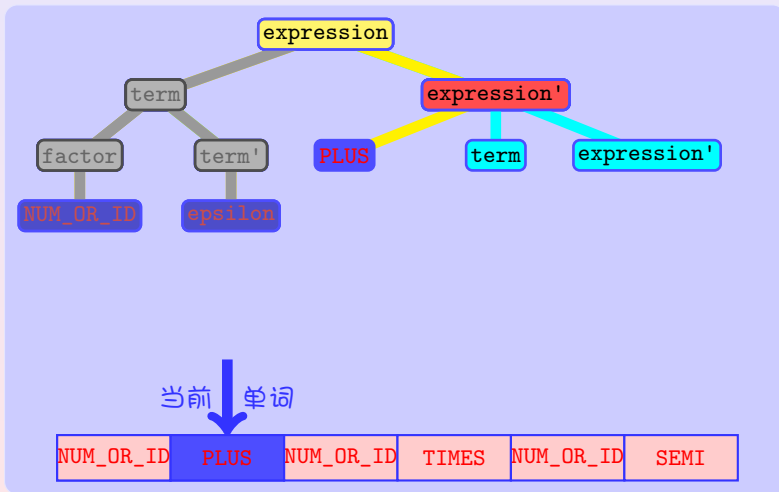 expression
term expression'
factor term' PLUS term expression'
NUM_OR_ID epsilon
当前 单词
NUM_OR_ID PLUS NUM_OR_ID TIMES NUM_OR_ID SEMI